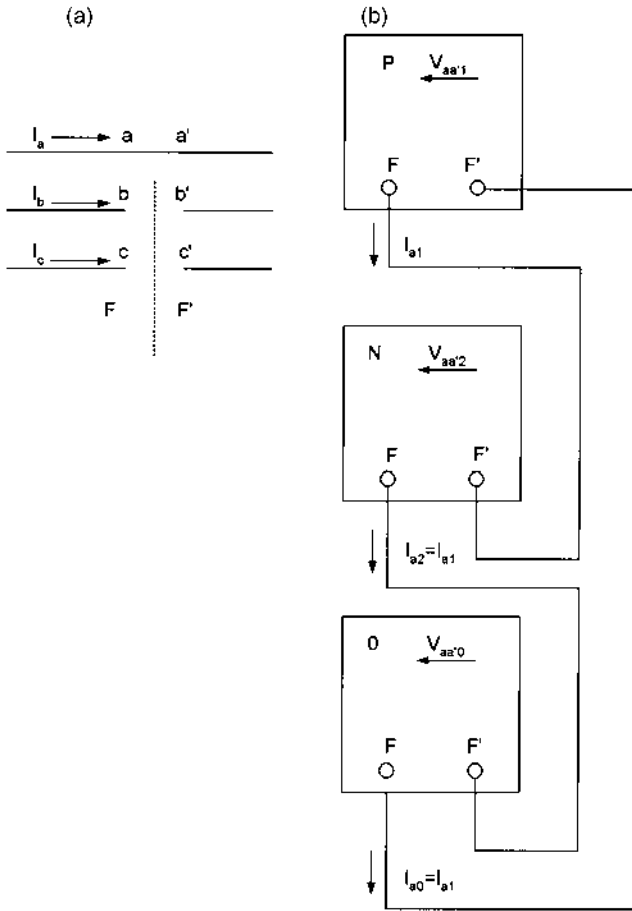 (a)
I_a a a'
I_b b b'
I_c c c'
F F'
(b)
P V_aa'1
F F'
I_a1
N V_aa'2
F F'
I_a2=I_a1
0 V_aa'0
F F'
I_a0=I_a1